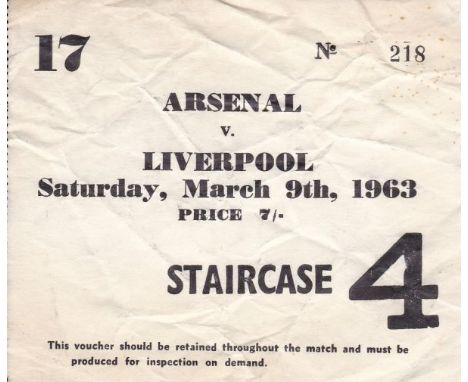 17 Nº 218
ARSENAL
v.
LIVERPOOL
Saturday, March 9th, 1963
PRICE 7/-
STAIRCASE 4
This voucher should be retained throughout the match and must be
produced for inspection on demand.